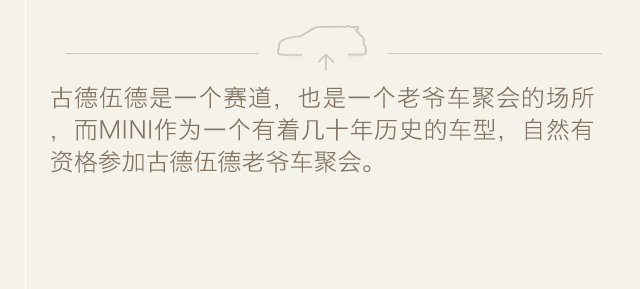 古德伍德是一个赛道，也是一个老爷车聚会的场所
，而MINI作为一个有着几十年历史的车型，自然有
资格参加古德伍德老爷车聚会。